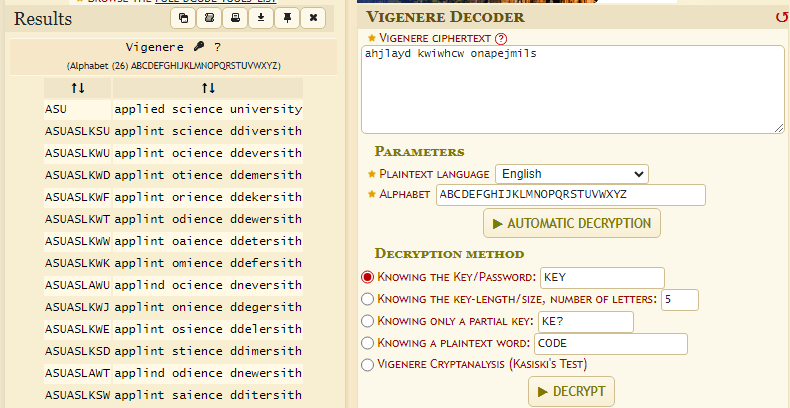 BROWSE THE FULL DCODE TOOLS' LIST
Results
Vigenere ?
(Alphabet (26) ABCDEFGHIJKLMNOPQRSTUVWXYZ)
↑↓ ↑↓
ASU applied science university
ASUASLKSU applint science ddiversith
ASUASLKWU applint ocience ddeversith
ASUASLKWD applint otience ddemersith
ASUASLKWF applint orience ddekersith
ASUASLKWT applint odience ddewersith
ASUASLKWW applint oaience ddetersith
ASUASLKWK applint omience ddefersith
ASUASLAWU applind ocience dneversith
ASUASLKWJ applint onience ddegersith
ASUASLKWE applint osience ddelersith
ASUASLKSD applint stience ddimersith
ASUASLAWT applind odience dnewersith
ASUASLKSW applint saience dditersith
VIGENERE DECODER
★ VIGENERE CIPHERTEXT ?
ahjlayd kwiwhcw onapejmils
PARAMETERS
★ PLAINTEXT LANGUAGE English
★ ALPHABET ABCDEFGHIJKLMNOPQRSTUVWXYZ
▶ AUTOMATIC DECRYPTION
DECRYPTION METHOD
KNOWING THE KEY/PASSWORD: KEY
KNOWING THE KEY-LENGTH/SIZE, NUMBER OF LETTERS: 5
KNOWING ONLY A PARTIAL KEY: KE?
KNOWING A PLAINTEXT WORD: CODE
VIGENERE CRYPTANALYSIS (KASISKI'S TEST)
▶ DECRYPT